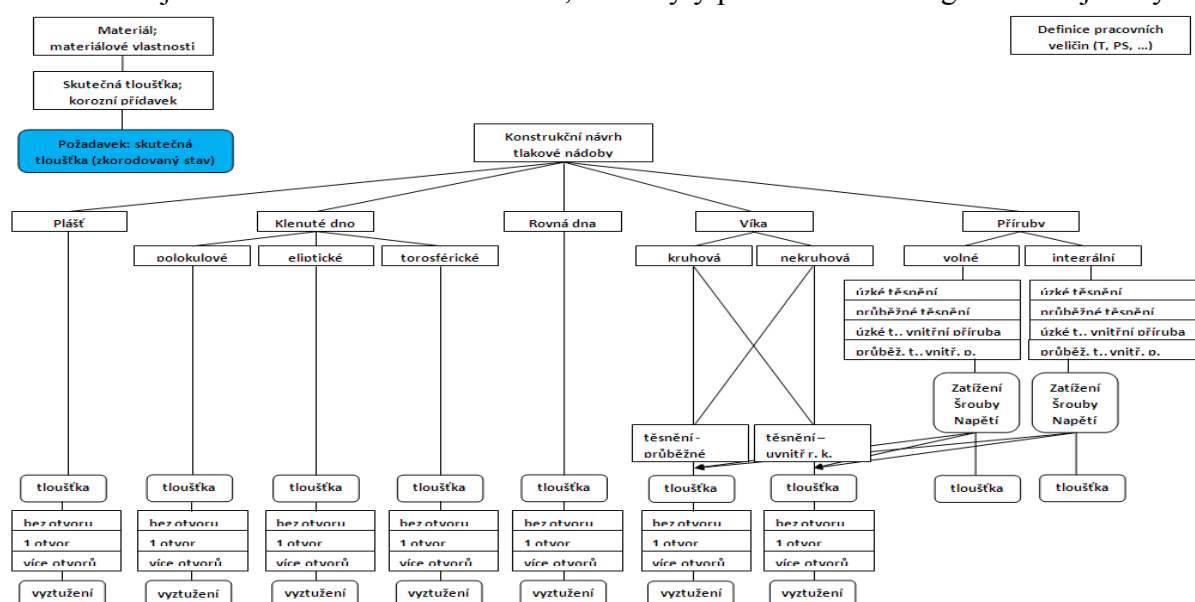 Materiál;
materiálové vlastnosti
Definice pracovních
veličin (T, PS, ...)
Skutečná tloušťka;
korozní přídavek
Požadavek: skutečná
tloušťka (zkorodovaný stav)
Konstrukční návrh
tlakové nádoby
Plášť
Klenuté dno
Rovná dna
Víka
Příruby
polokulové
eliptické
torosférické
kruhová
nekruhová
volné
integrální
úzké těsnění
průběžné těsnění
úzké t., vnitřní příruba
průběž. t., vnitř. p.
úzké těsnění
průběžné těsnění
úzké t., vnitřní příruba
průběž. t., vnitř. p.
Zatížení
Šrouby
Napětí
Zatížení
Šrouby
Napětí
těsnění -
průběžné
těsnění –
uvnitř r. k.
tloušťka
tloušťka
tloušťka
tloušťka
tloušťka
tloušťka
tloušťka
tloušťka
tloušťka
bez otvoru
1 otvor
více otvorů
bez otvoru
1 otvor
více otvorů
bez otvoru
1 otvor
více otvorů
bez otvoru
1 otvor
více otvorů
bez otvoru
1 otvor
více otvorů
bez otvoru
1 otvor
více otvorů
bez otvoru
1 otvor
více otvorů
vyztužení
vyztužení
vyztužení
vyztužení
vyztužení
vyztužení
vyztužení